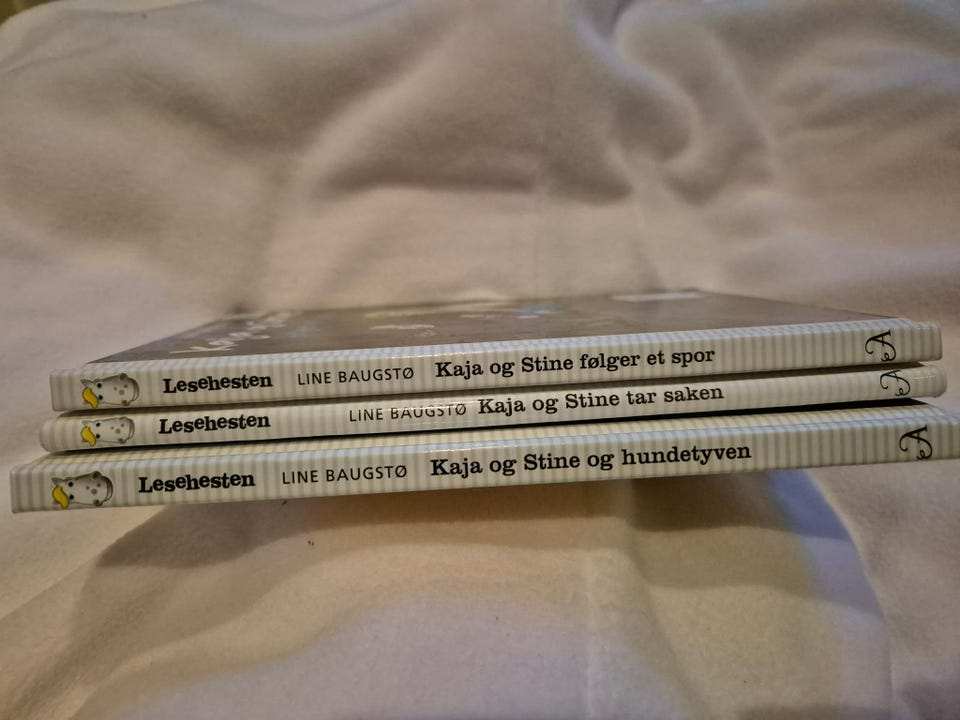 Lesehesten LINE BAUGSTØ Kaja og Stine følger et spor A
Lesehesten LINE BAUGSTØ Kaja og Stine tar saken A
Lesehesten LINE BAUGSTØ Kaja og Stine og hundetyven A